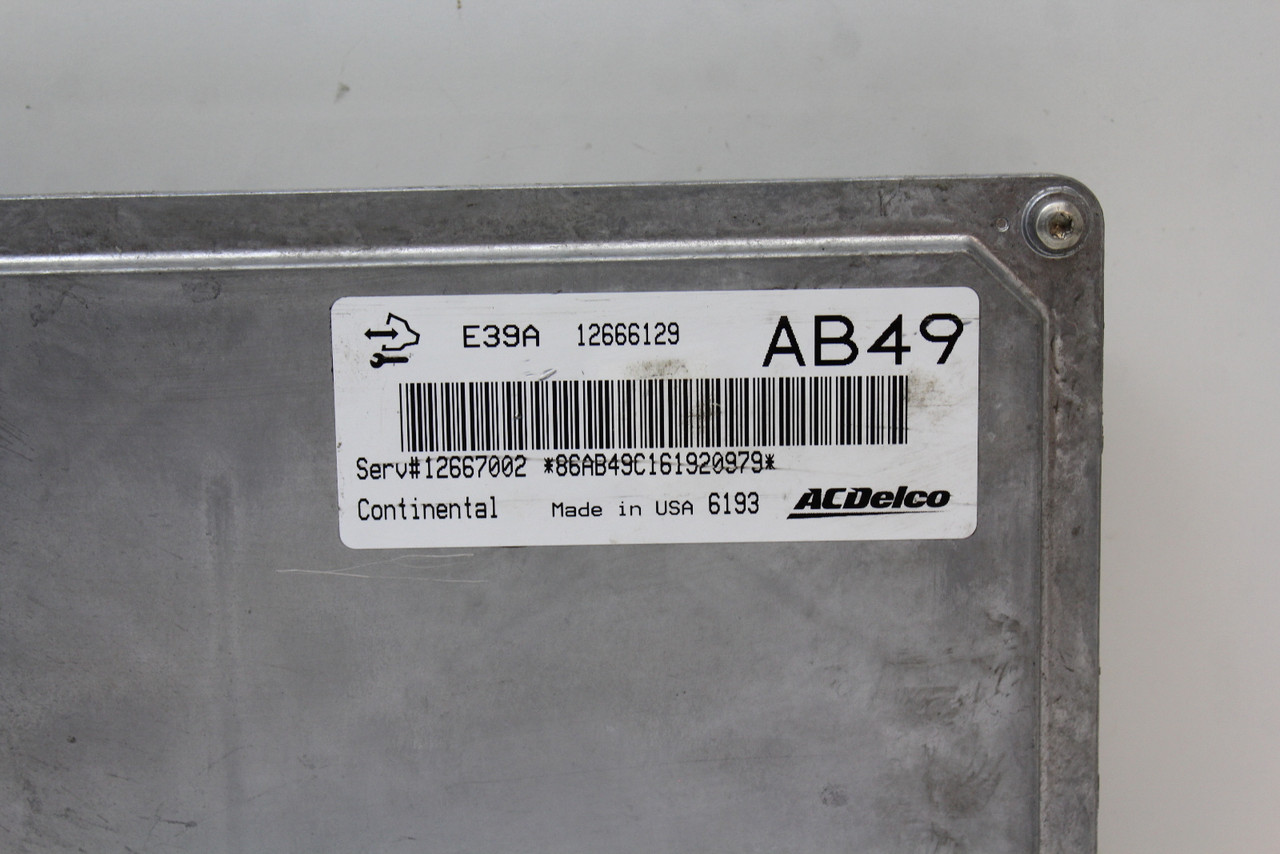 E39A 12666129 AB49
Serv#12667002 *86AB49C161920979*
Continental Made in USA 6193 ACDelco